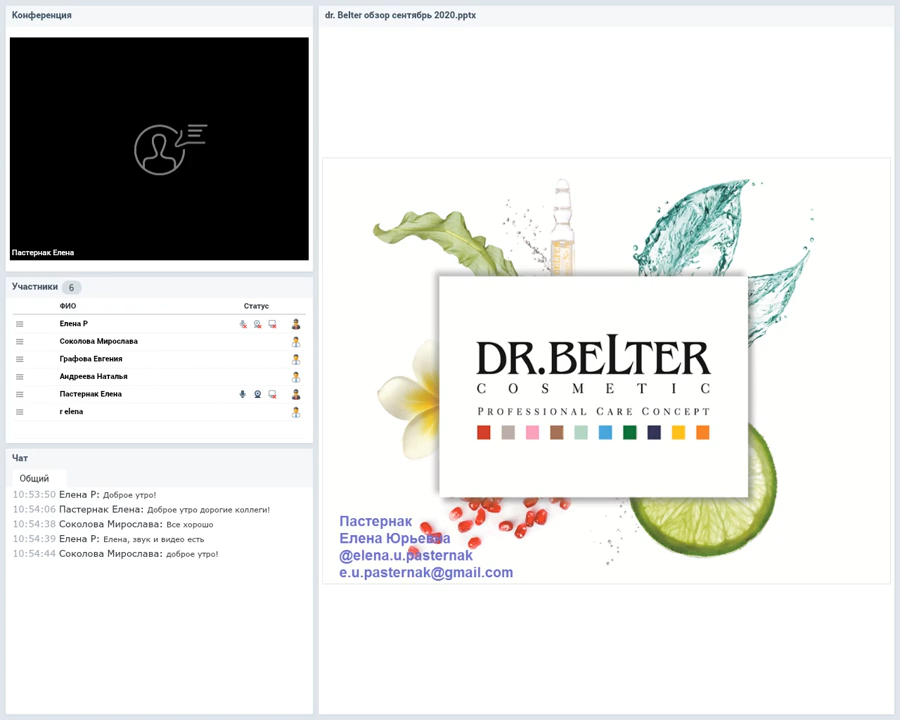 Конференция
Пастернак Елена
Участники 6
ФИО Статус
Елена Р
Соколова Мирослава
Графова Евгения
Андреева Наталья
Пастернак Елена
r elena
Чат
Общий
10:53:50 Елена Р: Доброе утро!
10:54:06 Пастернак Елена: Доброе утро дорогие коллеги!
10:54:38 Соколова Мирослава: Все хорошо
10:54:39 Елена Р: Елена, звук и видео есть
10:54:44 Соколова Мирослава: доброе утро!
dr. Belter обзор сентябрь 2020.pptx
DR.BELTER
COSMETIC
PROFESSIONAL CARE CONCEPT
Пастернак
Елена Юрьевна
@elena.u.pasternak
e.u.pasternak@gmail.com